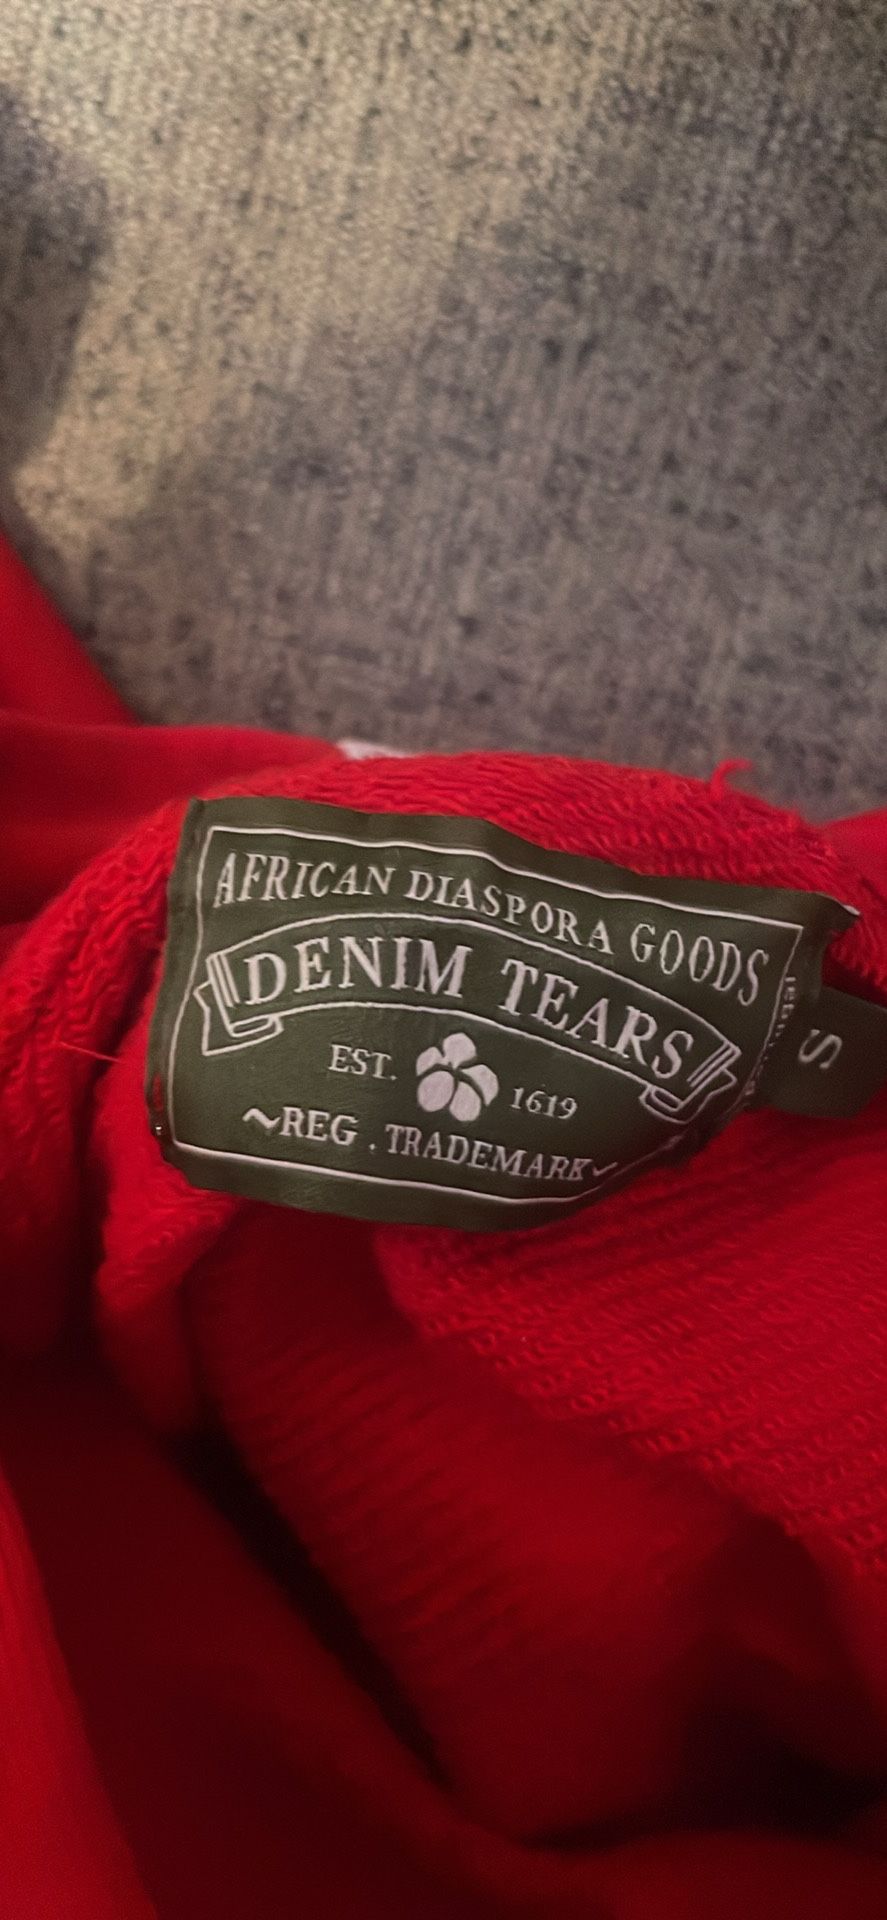 AFRICAN DIASPORA GOODS
DENIM TEARS
EST. 1619
~REG . TRADEMARK~
S